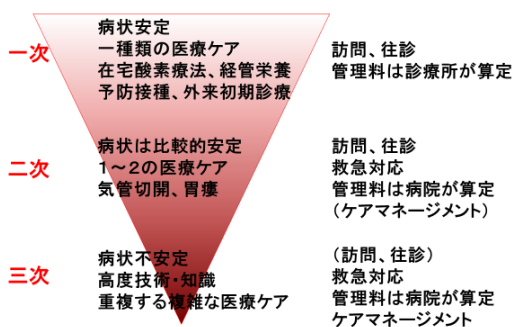 一次
病状安定
一種類の医療ケア
在宅酸素療法、経管栄養
予防接種、外来初期診療
訪問、往診
管理料は診療所が算定
二次
病状は比較的安定
1～2の医療ケア
気管切開、胃瘻
訪問、往診
救急対応
管理料は病院が算定
(ケアマネージメント)
三次
病状不安定
高度技術・知識
重複する複雑な医療ケア
(訪問、往診)
救急対応
管理料は病院が算定
ケアマネージメント